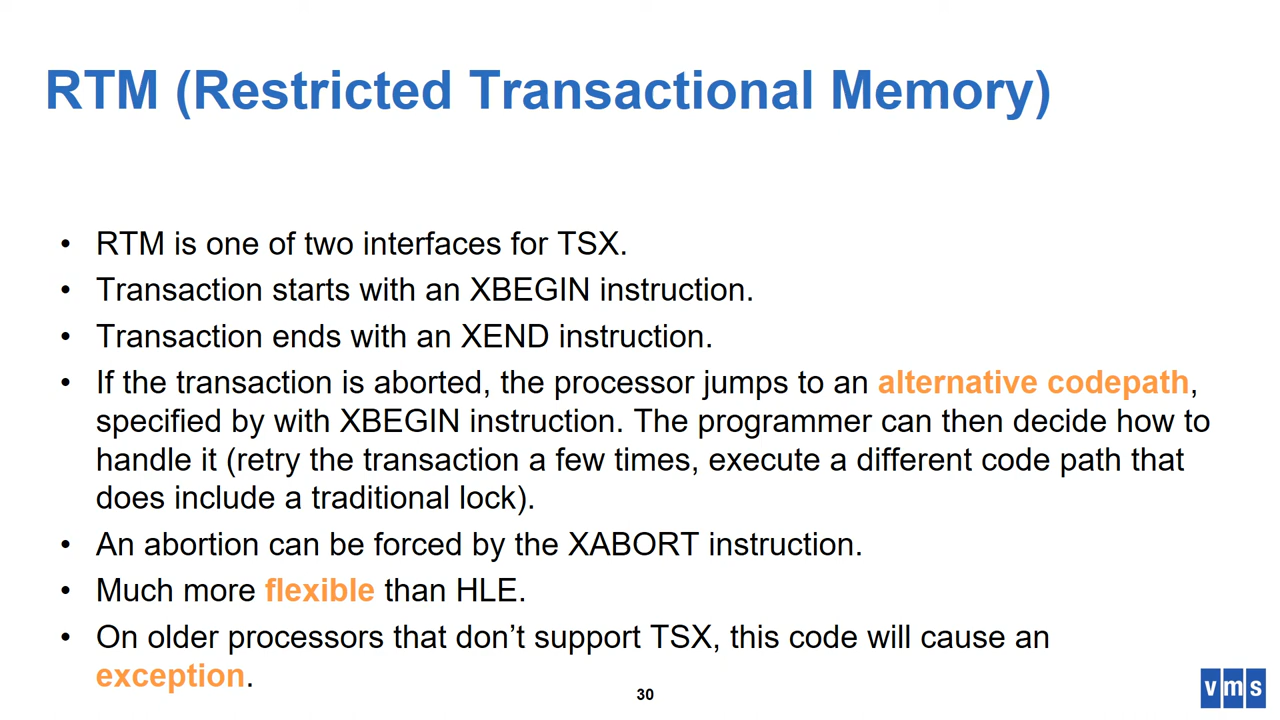 RTM (Restricted Transactional Memory)
• RTM is one of two interfaces for TSX.
• Transaction starts with an XBEGIN instruction.
• Transaction ends with an XEND instruction.
• If the transaction is aborted, the processor jumps to an alternative codepath,
specified by with XBEGIN instruction. The programmer can then decide how to
handle it (retry the transaction a few times, execute a different code path that
does include a traditional lock).
• An abortion can be forced by the XABORT instruction.
• Much more flexible than HLE.
• On older processors that don’t support TSX, this code will cause an
exception.
30
vms